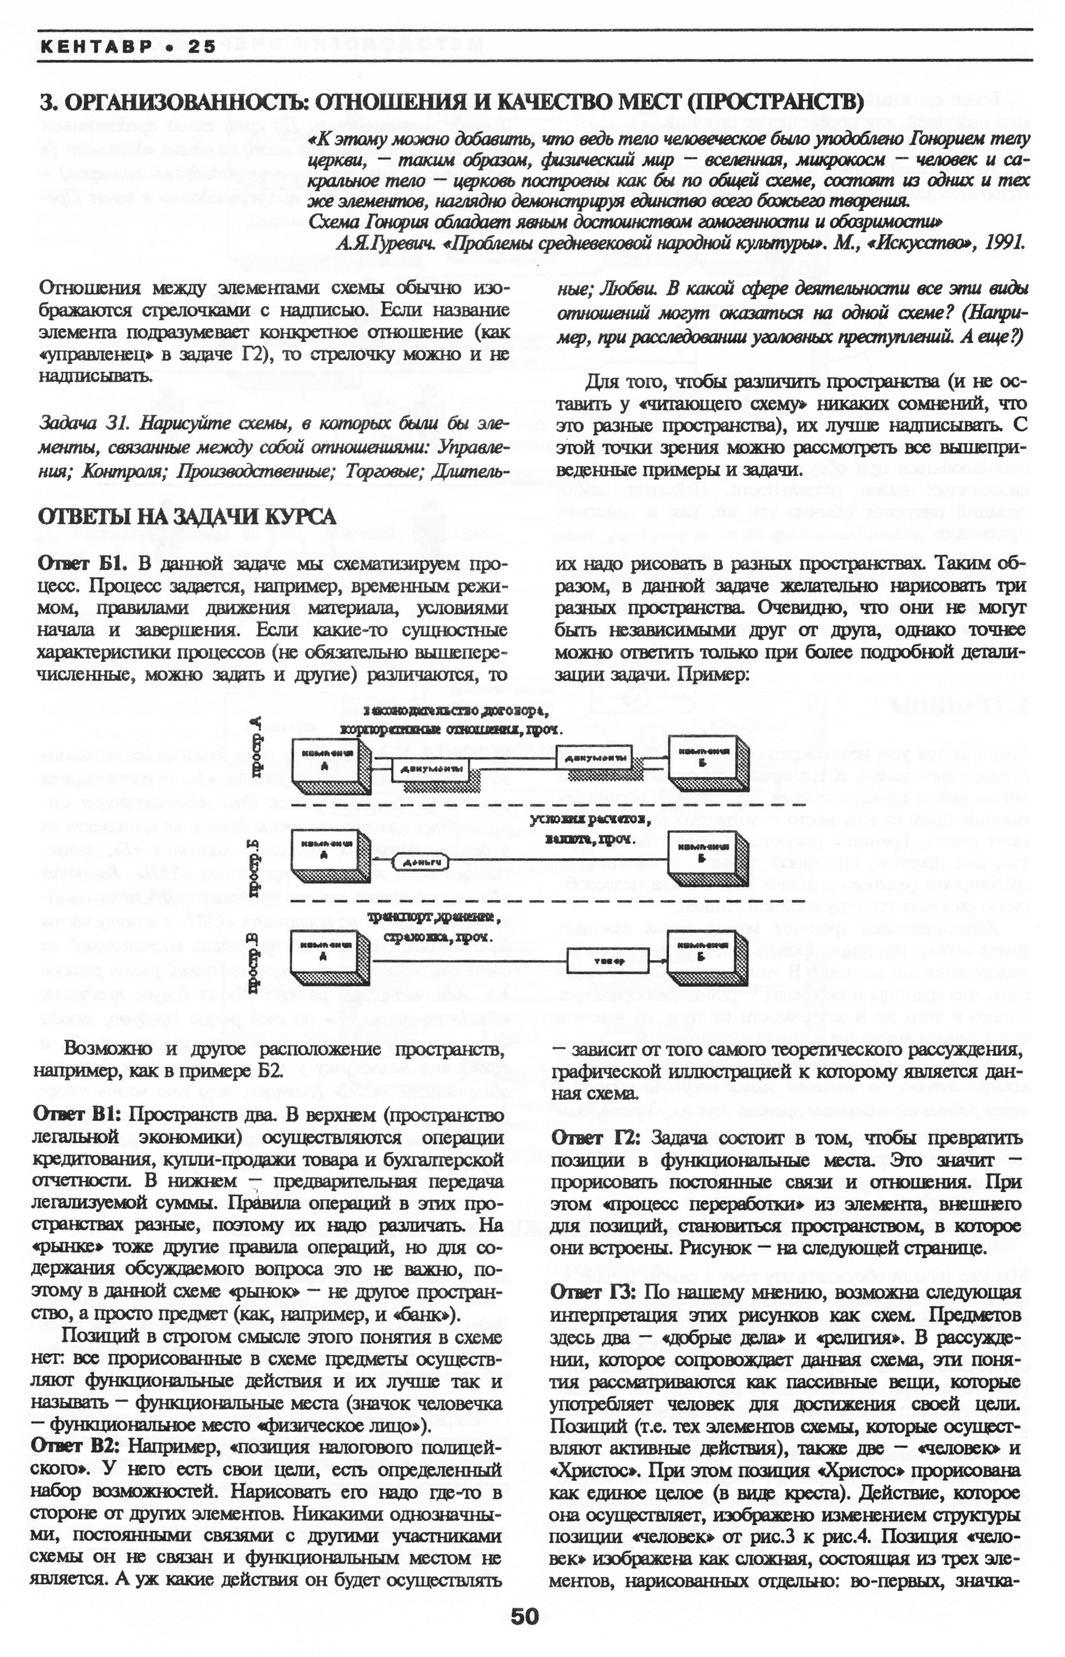 КЕНТАВР • 25
3. ОРГАНИЗОВАННОСТЬ: ОТНОШЕНИЯ И КАЧЕСТВО МЕСТ (ПРОСТРАНСТВ)
«К этому можно добавить, что ведь тело человеческое было уподоблено Гонорием телу
церкви, — таким образом, физический мир — вселенная, микрокосм — человек и са-
кральное тело — церковь построены как бы по общей схеме, состоят из одних и тех
же элементов, наглядно демонстрируя единство всего божьего творения.
Схема Гонория обладает явным достоинством гомогенности и обозримости»
А.Я.Гуревич. «Проблемы средневековой народной культуры». М., «Искусство», 1991.
Отношения между элементами схемы обычно изо-
бражаются стрелочками с надписью. Если название
элемента подразумевает конкретное отношение (как
«управленец» в задаче Г2), то стрелочку можно и не
надписывать.
Задача 31. Нарисуйте схемы, в которых были бы эле-
менты, связанные между собой отношениями: Управле-
ния; Контроля; Производственные; Торговые; Длитель-
ные; Любви. В какой сфере деятельности все эти виды
отношений могут оказаться на одной схеме? (Напри-
мер, при расследовании уголовных преступлений. А еще?)
Для того, чтобы различить пространства (и не ос-
тавить у «читающего схему» никаких сомнений, что
это разные пространства), их лучше надписывать. С
этой точки зрения можно рассмотреть все вышепри-
веденные примеры и задачи.
ОТВЕТЫ НА ЗАДАЧИ КУРСА
Ответ Б1. В данной задаче мы схематизируем про-
цесс. Процесс задается, например, временным режи-
мом, правилами движения материала, условиями
начала и завершения. Если какие-то сущностные
характеристики процессов (не обязательно вышепере-
численные, можно задать и другие) различаются, то
их надо рисовать в разных пространствах. Таким об-
разом, в данной задаче желательно нарисовать три
разных пространства. Очевидно, что они не могут
быть независимыми друг от друга, однако точнее
можно ответить только при более подробной детали-
зации задачи. Пример:
простр.А
законодательство, договора,
корпоративные отношения, проч.
компания
А
документы
документы
компания
Б
простр.Б
условия расчетов,
валюта, проч.
компания
А
деньги
компания
Б
простр.В
транспорт, хранение,
страховка, проч.
компания
А
товар
компания
Б
Возможно и другое расположение пространств,
например, как в примере Б2.
Ответ В1: Пространств два. В верхнем (пространство
легальной экономики) осуществляются операции
кредитования, купли-продажи товара и бухгалтерской
отчетности. В нижнем — предварительная передача
легализуемой суммы. Правила операций в этих про-
странствах разные, поэтому их надо различать. На
«рынке» тоже другие правила операций, но для со-
держания обсуждаемого вопроса это не важно, по-
этому в данной схеме «рынок» — не другое простран-
ство, а просто предмет (как, например, и «банк»).
Позиций в строгом смысле этого понятия в схеме
нет: все прорисованные в схеме предметы осуществ-
ляют функциональные действия и их лучше так и
называть — функциональные места (значок человечка
— функциональное место «физическое лицо»).
Ответ В2: Например, «позиция налогового полицей-
ского». У него есть свои цели, есть определенный
набор возможностей. Нарисовать его надо где-то в
стороне от других элементов. Никакими однозначны-
ми, постоянными связями с другими участниками
схемы он не связан и функциональным местом не
является. А уж какие действия он будет осуществлять
— зависит от того самого теоретического рассуждения,
графической иллюстрацией к которому является дан-
ная схема.
Ответ Г2: Задача состоит в том, чтобы превратить
позиции в функциональные места. Это значит —
прорисовать постоянные связи и отношения. При
этом «процесс переработки» из элемента, внешнего
для позиций, становиться пространством, в которое
они встроены. Рисунок — на следующей странице.
Ответ Г3: По нашему мнению, возможна следующая
интерпретация этих рисунков как схем. Предметов
здесь два — «добрые дела» и «религия». В рассужде-
нии, которое сопровождает данная схема, эти поня-
тия рассматриваются как пассивные вещи, которые
употребляет человек для достижения своей цели.
Позиций (т.е. тех элементов схемы, которые осущест-
вляют активные действия), также две — «человек» и
«Христос». При этом позиция «Христос» прорисована
как единое целое (в виде креста). Действие, которое
она осуществляет, изображено изменением структуры
позиции «человек» от рис.3 к рис.4. Позиция «чело-
век» изображена как сложная, состоящая из трех эле-
ментов, нарисованных отдельно: во-первых, значка-
50